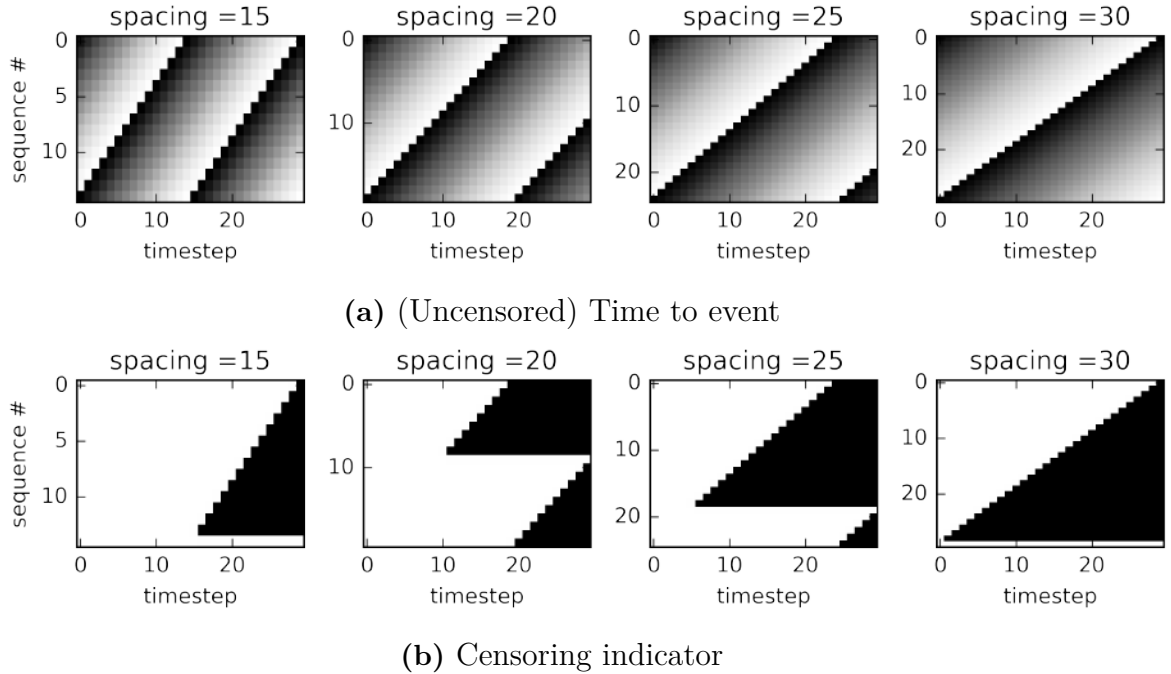 spacing =15 spacing =20 spacing =25 spacing =30
sequence #
0 0 0 0
5 10 10 10
10 20 20
0 10 20 0 10 20 0 10 20 0 10 20
timestep timestep timestep timestep
(a) (Uncensored) Time to event
spacing =15 spacing =20 spacing =25 spacing =30
sequence #
0 0 0 0
5 10 10 10
10 20 20
0 10 20 0 10 20 0 10 20 0 10 20
timestep timestep timestep timestep
(b) Censoring indicator